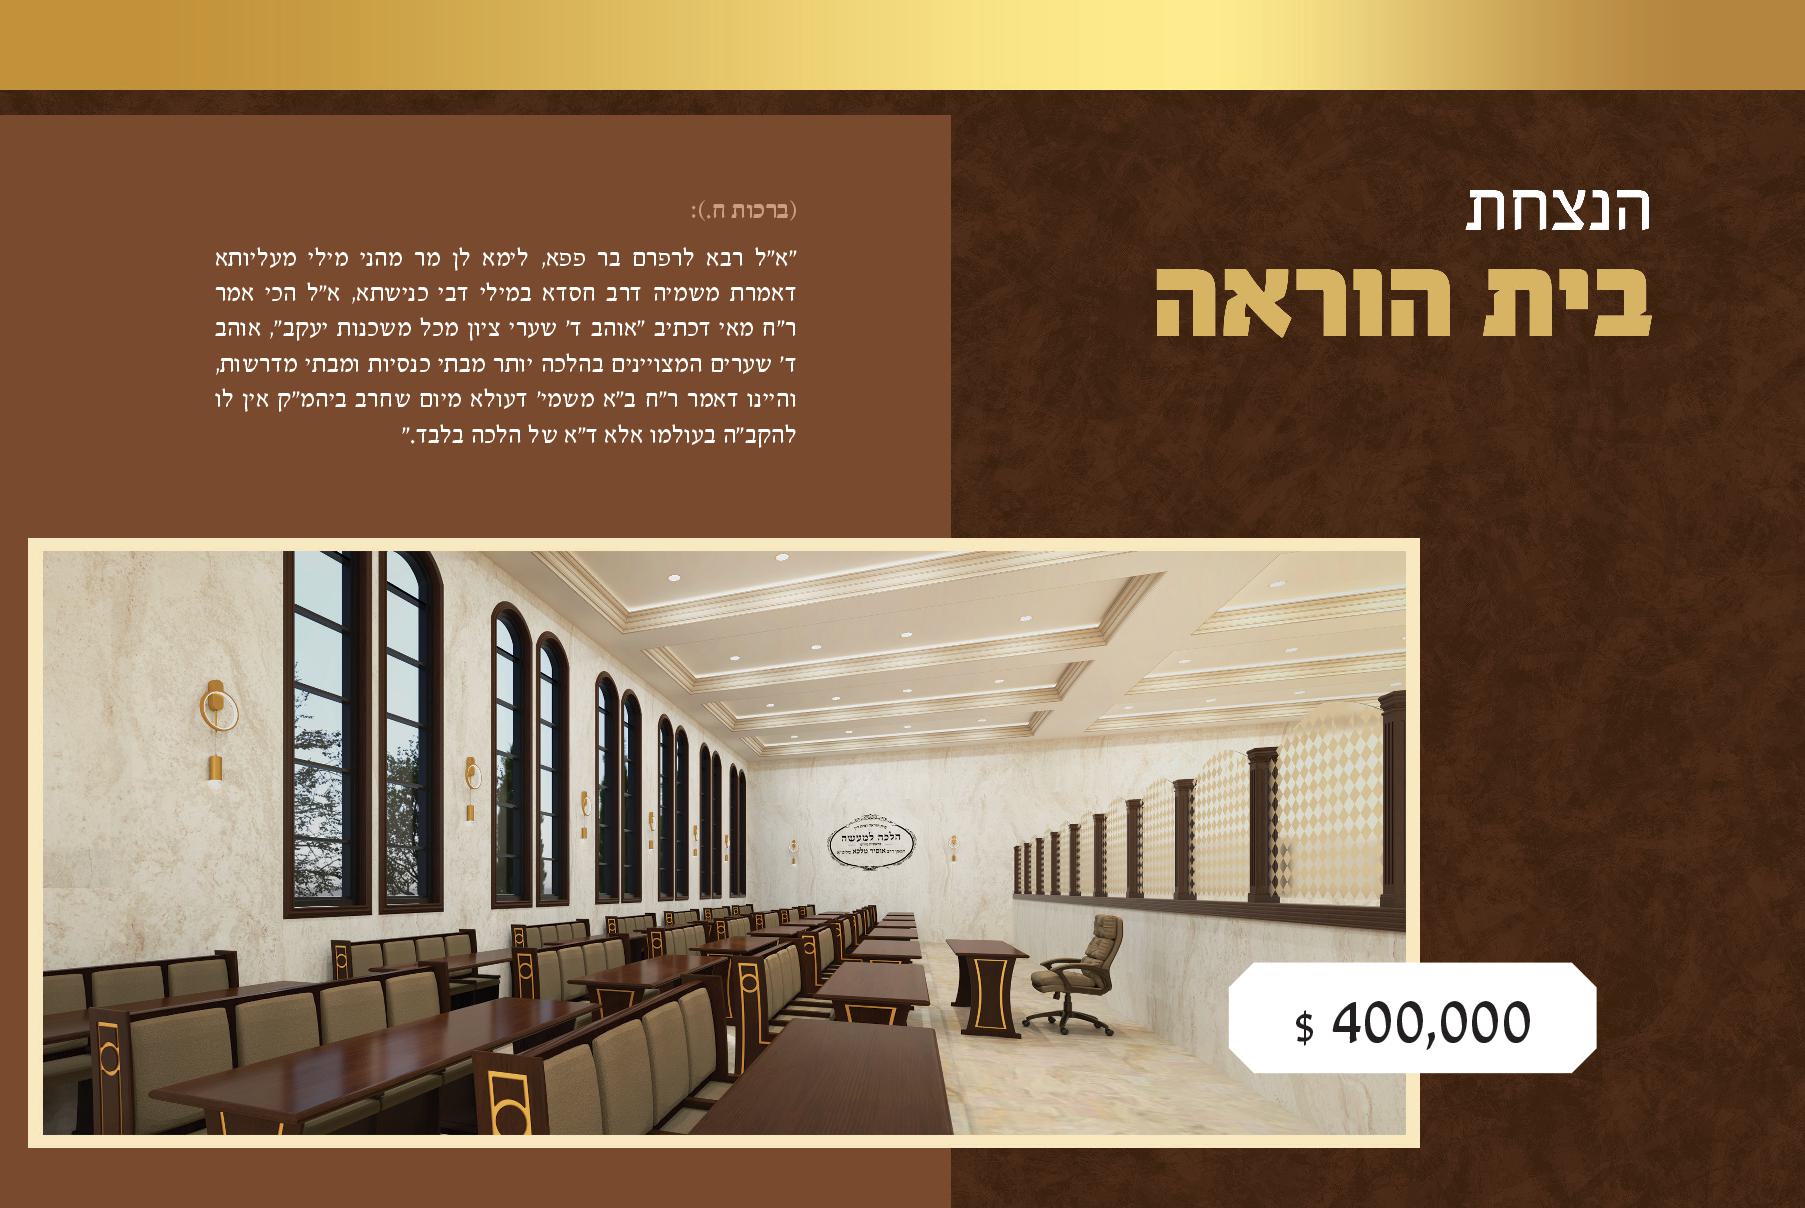 הנצחת
בית הוראה
(ברכות ח.):
"א"ל רבא לרפרם בר פפא, לימא לן מר מהני מילי מעליותא
דאמרת משמיה דרב חסדא במילי דבי כנישתא, א"ל הכי אמר
ר"ח מאי דכתיב "אוהב ד' שערי ציון מכל משכנות יעקב", אוהב
ד' שערים המצויינים בהלכה יותר מבתי כנסיות ומבתי מדרשות,
והיינו דאמר ר"ח ב"א משמי' דעולא מיום שחרב ביהמ"ק אין לו
להקב"ה בעולמו אלא ד"א של הלכה בלבד."
הלכה למעשה
$ 400,000